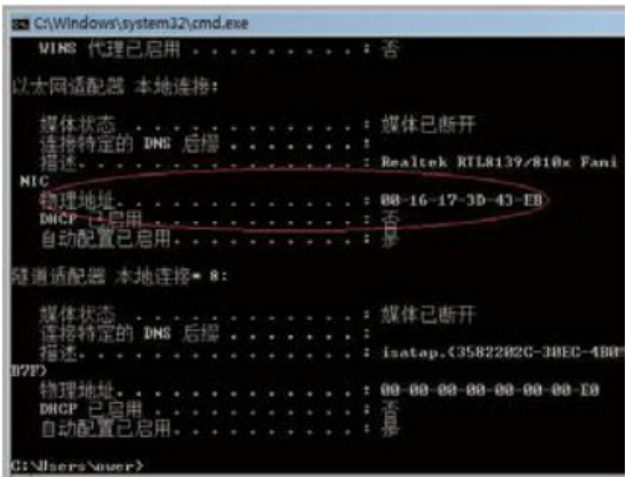 C:\Windows\system32\cmd.exe
WINS 代理已启用 . . . . . . . . . . : 否
以太网适配器 本地连接:
媒体状态 . . . . . . . . . . . . : 媒体已断开
连接特定的 DNS 后缀 . . . . . . . :
描述. . . . . . . . . . . . . . . : Realtek RTL8139/810x Fami
NIC
物理地址. . . . . . . . . . . . . : 00-16-17-3D-43-EB
DHCP 已启用 . . . . . . . . . . . : 否
自动配置已启用. . . . . . . . . . : 是
隧道适配器 本地连接* 8:
媒体状态 . . . . . . . . . . . . : 媒体已断开
连接特定的 DNS 后缀 . . . . . . . :
描述. . . . . . . . . . . . . . . : isatap.{3582202C-30EC-4B09
B7F}
物理地址. . . . . . . . . . . . . : 00-00-00-00-00-00-00-E0
DHCP 已启用 . . . . . . . . . . . : 否
自动配置已启用. . . . . . . . . . : 是
C:\Users\ower>